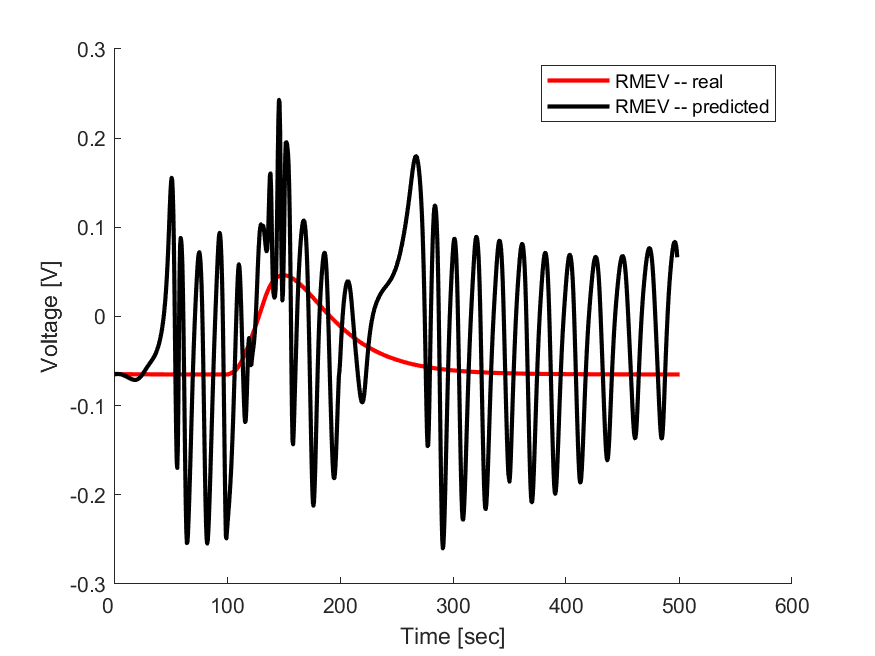 0.3
0.2
0.1
0
-0.1
-0.2
-0.3
Voltage [V]
RMEV -- real
RMEV -- predicted
0 100 200 300 400 500 600
Time [sec]